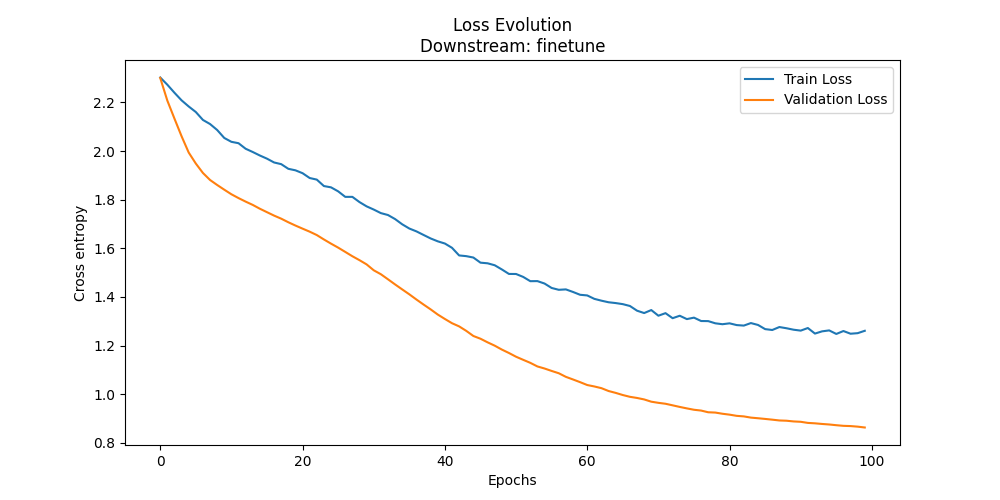 Loss Evolution
Downstream: finetune
Train Loss
Validation Loss
Cross entropy
2.2
2.0
1.8
1.6
1.4
1.2
1.0
0.8
0 20 40 60 80 100
Epochs